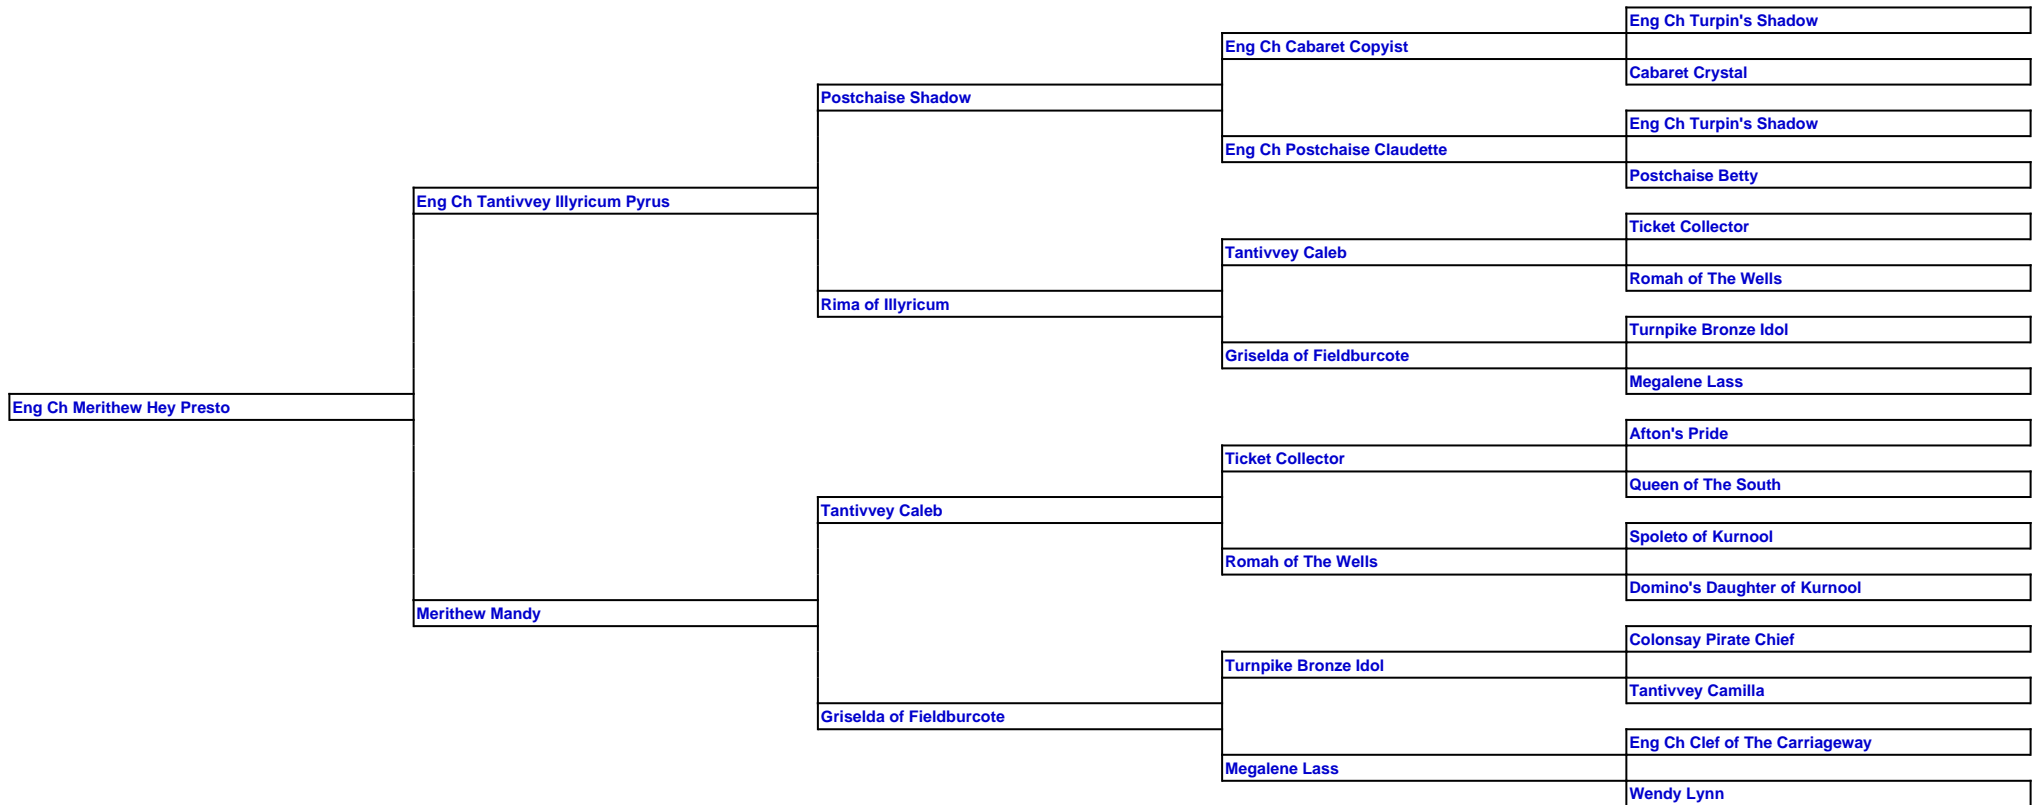 Eng Ch Turpin's Shadow
Eng Ch Cabaret Copyist
Cabaret Crystal
Postchaise Shadow
Eng Ch Turpin's Shadow
Eng Ch Postchaise Claudette
Postchaise Betty
Eng Ch Tantivvey Illyricum Pyrus
Ticket Collector
Tantivvey Caleb
Romah of The Wells
Rima of Illyricum
Turnpike Bronze Idol
Griselda of Fieldburcote
Megalene Lass
Eng Ch Merithew Hey Presto
Afton's Pride
Ticket Collector
Queen of The South
Tantivvey Caleb
Spoleto of Kurnool
Romah of The Wells
Domino's Daughter of Kurnool
Merithew Mandy
Colonsay Pirate Chief
Turnpike Bronze Idol
Tantivvey Camilla
Griselda of Fieldburcote
Eng Ch Clef of The Carriageway
Megalene Lass
Wendy Lynn